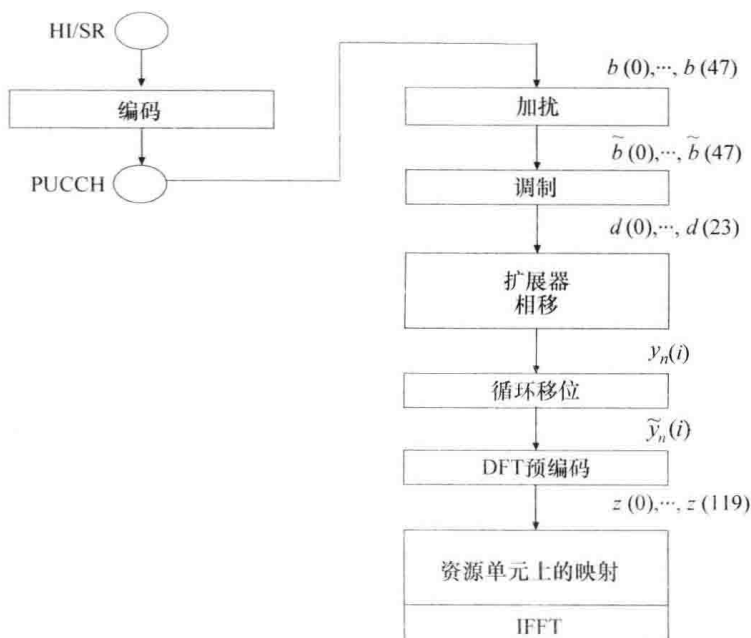 HI/SR
编码
PUCCH
b (0),···, b (47)
加扰
b̃ (0),···, b̃ (47)
调制
d (0),···, d (23)
扩展器
相移
yₙ(i)
循环移位
ỹₙ(i)
DFT预编码
z (0),···, z (119)
资源单元上的映射
IFFT